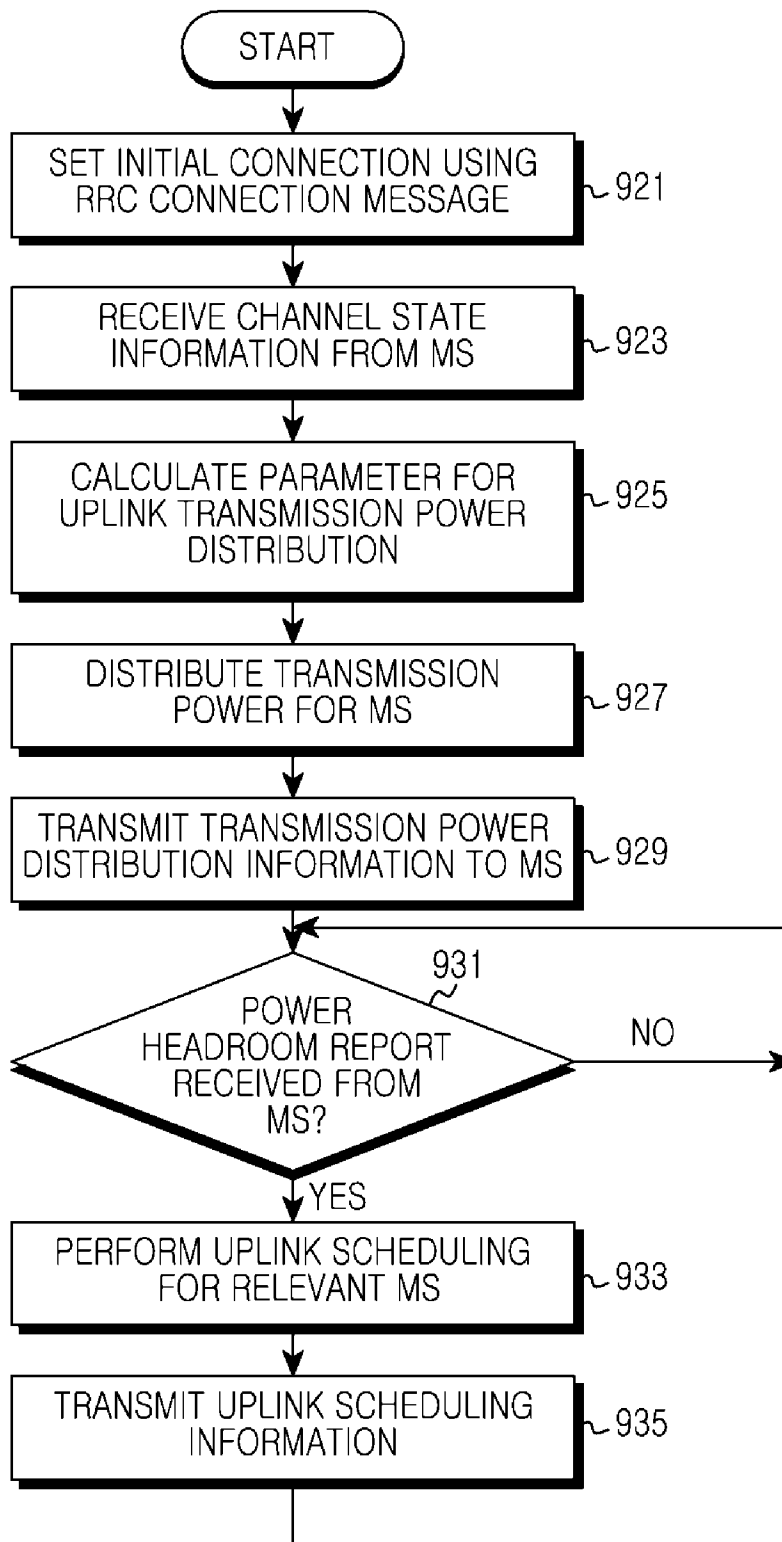 START
SET INITIAL CONNECTION USING
RRC CONNECTION MESSAGE
921
RECEIVE CHANNEL STATE
INFORMATION FROM MS
923
CALCULATE PARAMETER FOR
UPLINK TRANSMISSION POWER
DISTRIBUTION
925
DISTRIBUTE TRANSMISSION
POWER FOR MS
927
TRANSMIT TRANSMISSION POWER
DISTRIBUTION INFORMATION TO MS
929
931
POWER
HEADROOM REPORT
RECEIVED FROM
MS?
NO
YES
PERFORM UPLINK SCHEDULING
FOR RELEVANT MS
933
TRANSMIT UPLINK SCHEDULING
INFORMATION
935